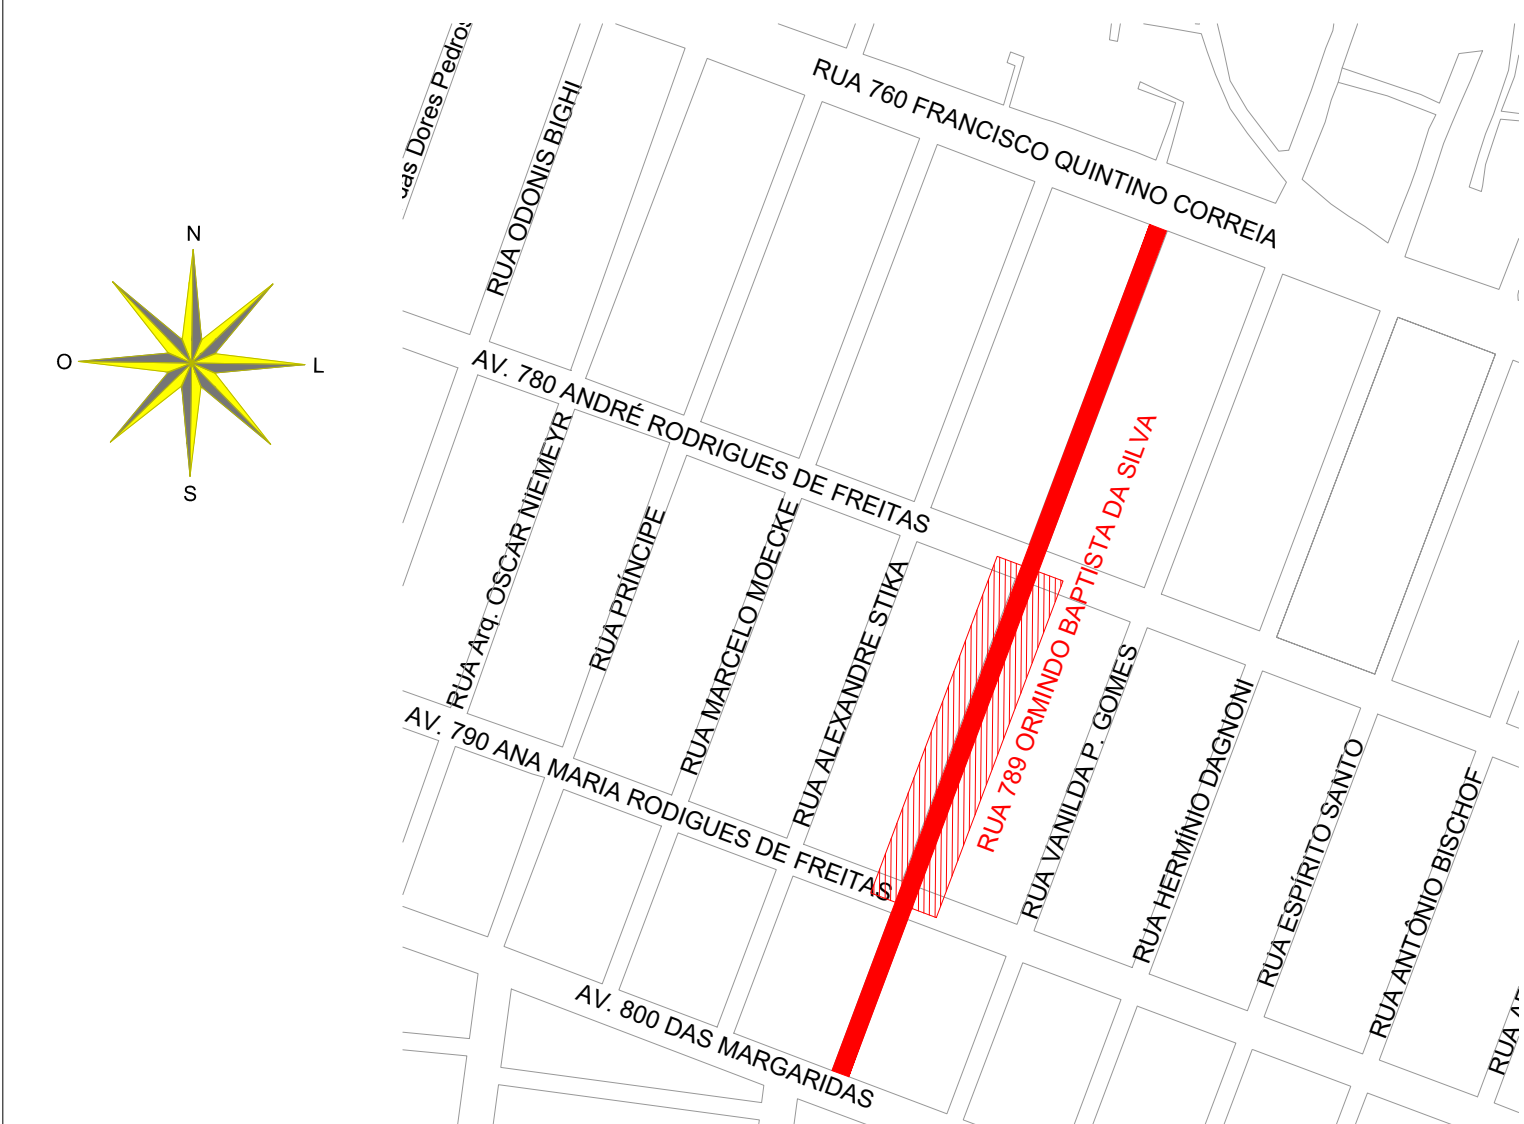 das Dores
RUA ODONIS BIGHI
RUA 760 FRANCISCO QUINTINO CORREIA
N
O
L
S
AV. 780 ANDRÉ RODRIGUES DE FREITAS
RUA Arq. OSCAR NIEMEYR
RUA PRÍNCIPE
RUA MARCELO MOECKE
RUA ALEXANDRE STIKA
RUA 789 ORMINDO BAPTISTA DA SILVA
RUA VANILDA P. GOMES
RUA HERMÍNIO DAGNONI
RUA ESPÍRITO SANTO
RUA ANTÔNIO BISCHOF
RUA
AV. 790 ANA MARIA RODIGUES DE FREITAS
AV. 800 DAS MARGARIDAS